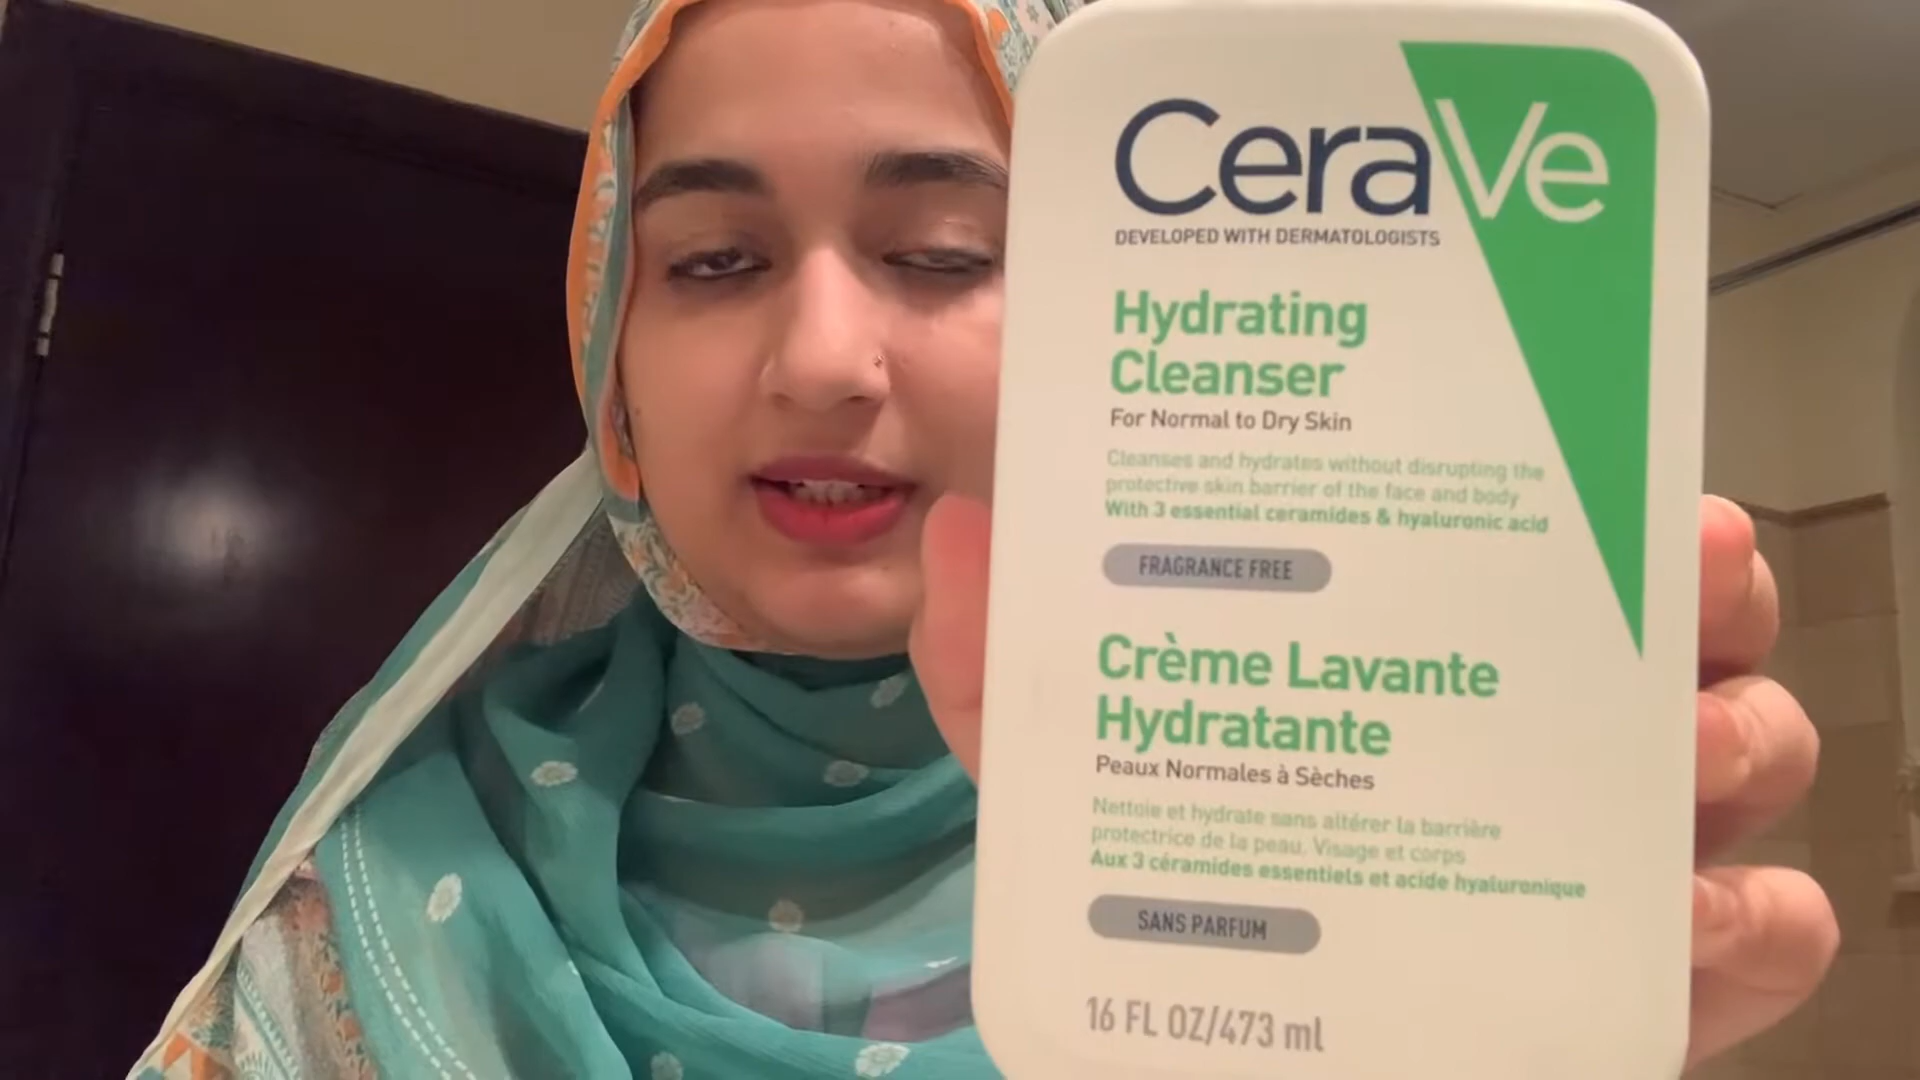 CeraVe
DEVELOPED WITH DERMATOLOGISTS
Hydrating
Cleanser
For Normal to Dry Skin
Cleanses and hydrates without disrupting the
protective skin barrier of the face and body
With 3 essential ceramides & hyaluronic acid
FRAGRANCE FREE
Crème Lavante
Hydratante
Peaux Normales à Sèches
Nettoie et hydrate sans altérer la barrière
protectrice de la peau. Visage et corps
Aux 3 céramides essentiels et acide hyaluronique
SANS PARFUM
16 FL OZ/473 ml